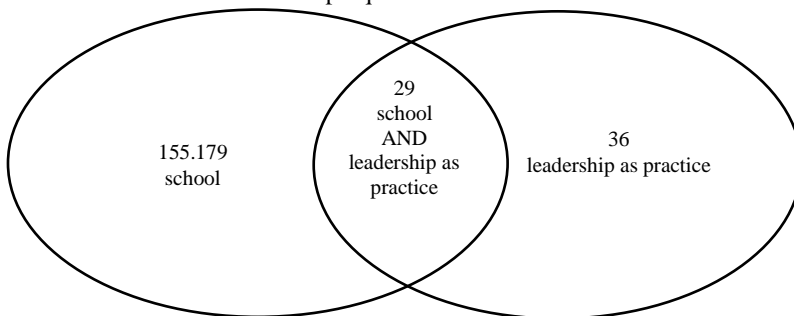 155.179
school
29
school
AND
leadership as
practice
36
leadership as practice